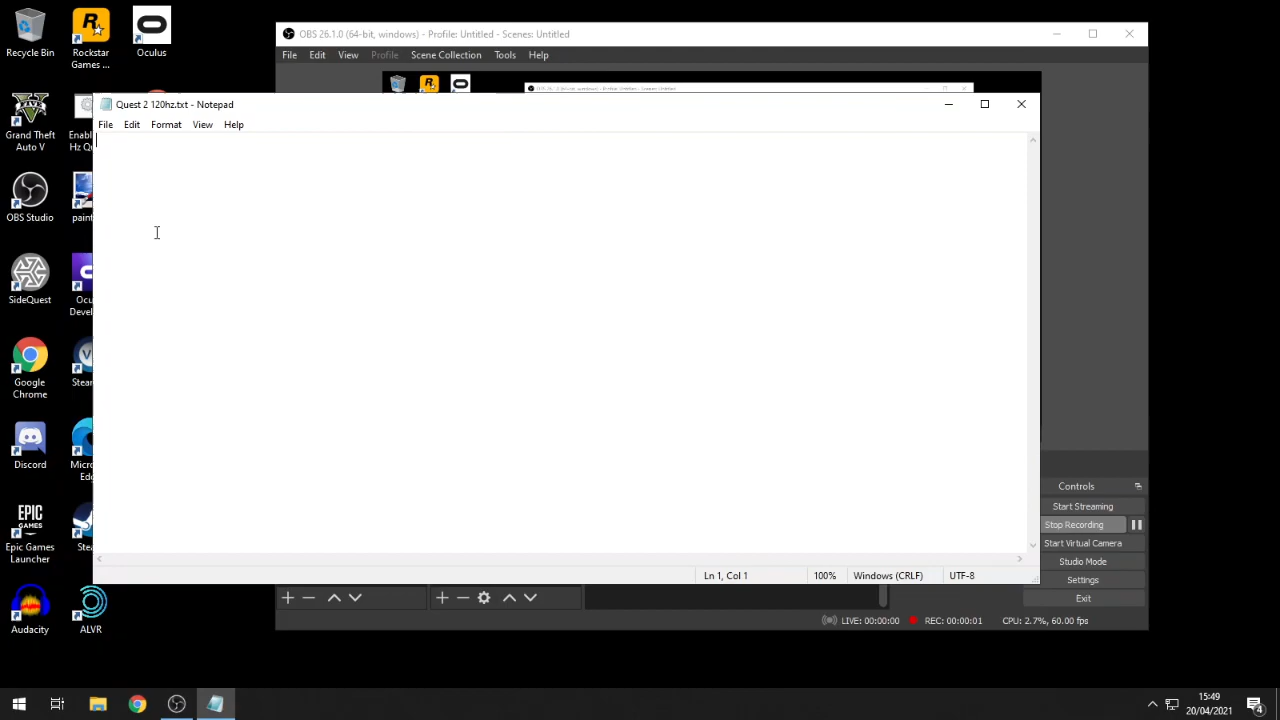 Recycle Bin
Rockstar
Games ...
Oculus
Grand Theft
Auto V
Enabl
Hz Qu
OBS Studio
paint
SideQuest
Ocu
Devel
Google
Chrome
Stear
Discord
Micro
Edg
Epic Games
Launcher
Stea
Audacity
ALVR
OBS 26.1.0 (64-bit, windows) - Profile: Untitled - Scenes: Untitled
File Edit View Profile Scene Collection Tools Help
Quest 2 120hz.txt - Notepad
File Edit Format View Help
Ln 1, Col 1 100% Windows (CRLF) UTF-8
Controls
Start Streaming
Stop Recording
Start Virtual Camera
Studio Mode
Settings
Exit
LIVE: 00:00:00 REC: 00:00:01 CPU: 2.7%, 60.00 fps
15:49
20/04/2021
4